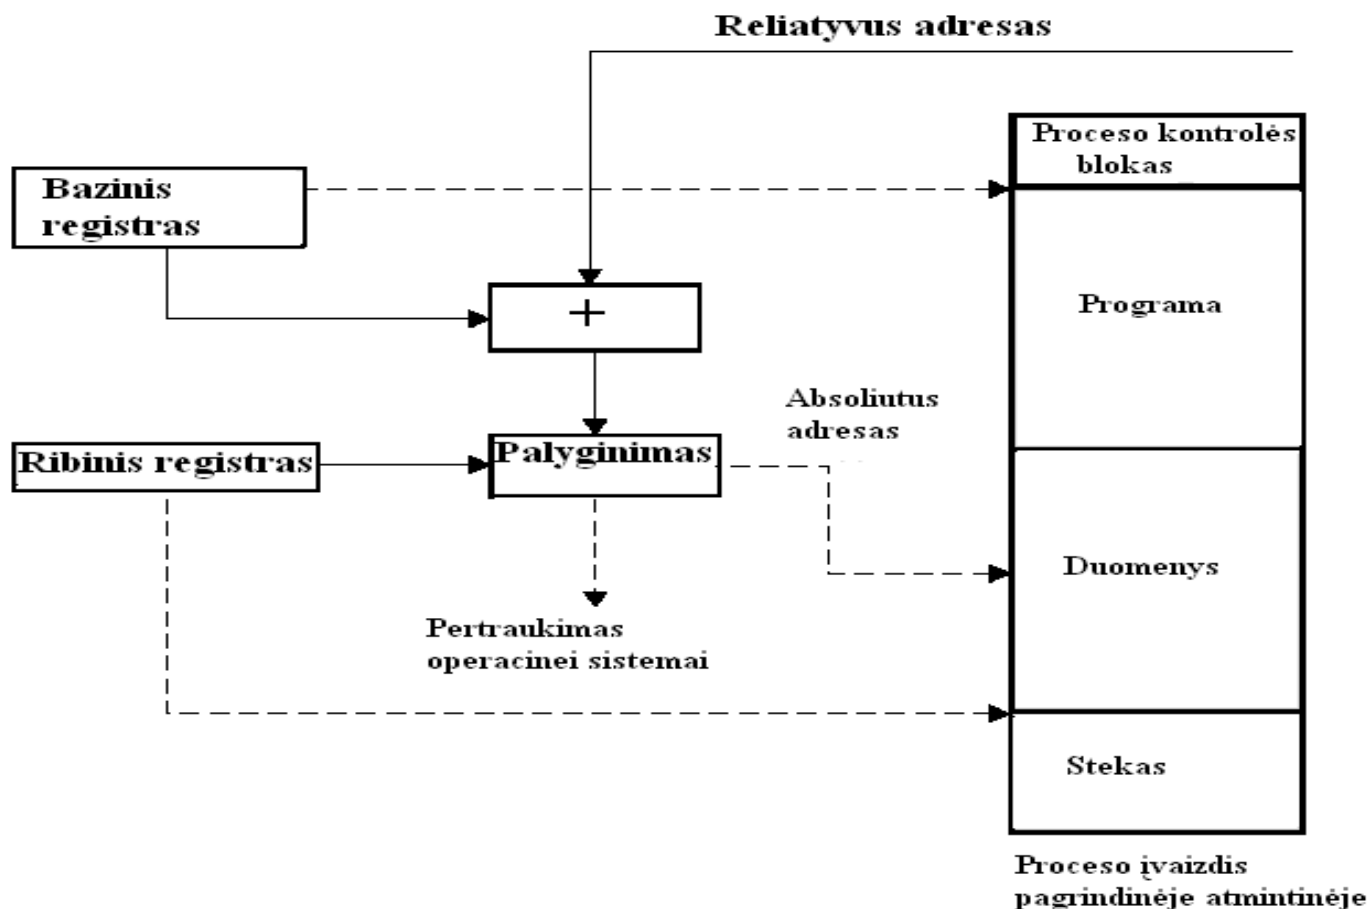 Reliatyvus adresas
Proceso kontrolės
blokas
Bazinis
registras
+
Programa
Absoliutus
adresas
Ribinis registras
Palyginimas
Duomenys
Pertraukimas
operacinei sistemai
Stekas
Proceso įvaizdis
pagrindinėje atmintinėje